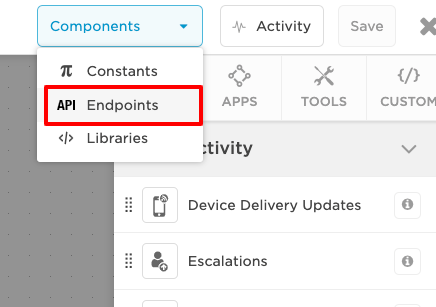 Components
Activity
Save
π Constants
API Endpoints
</> Libraries
APPS
TOOLS
{/} CUSTOM
ctivity
Device Delivery Updates
Escalations